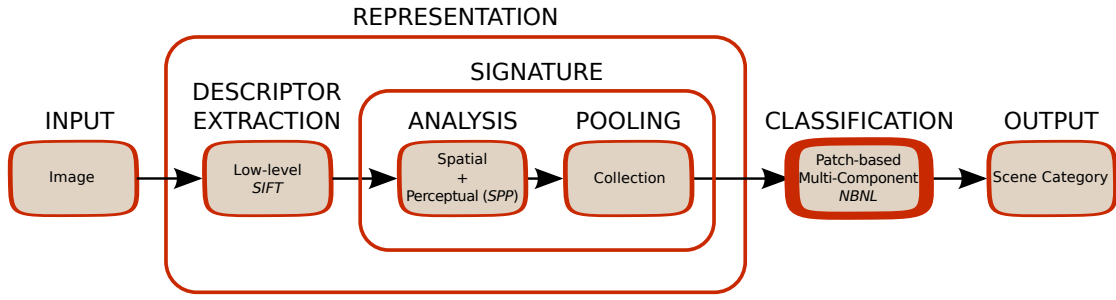 REPRESENTATION
SIGNATURE
INPUT
Image
DESCRIPTOR
EXTRACTION
Low-level
SIFT
ANALYSIS
Spatial
+
Perceptual (SPP)
POOLING
Collection
CLASSIFICATION
Patch-based
Multi-Component
NBNL
OUTPUT
Scene Category